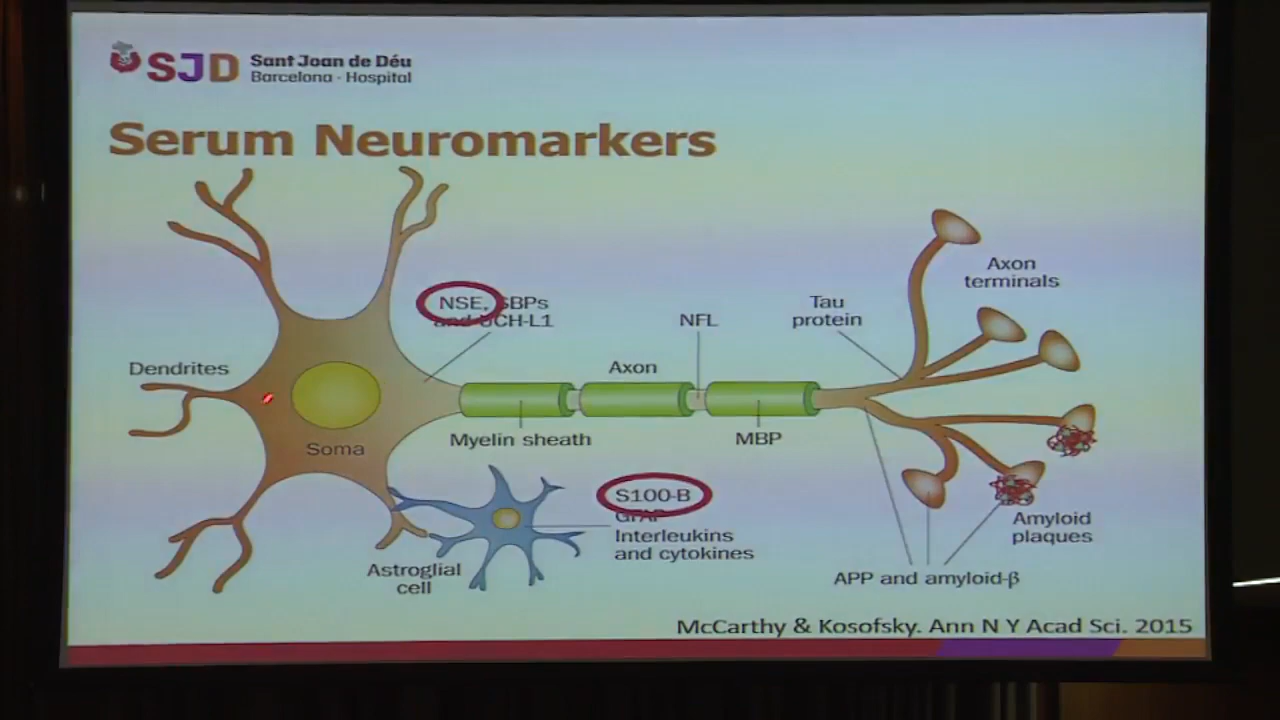 SJD
Sant Joan de Déu
Barcelona · Hospital
Serum Neuromarkers
NSE, SBPs
and UCH-L1
Dendrites
Soma
Axon
NFL
Tau
protein
Axon
terminals
Myelin sheath
MBP
S100-B
GFAP
Interleukins
and cytokines
Astroglial
cell
Amyloid
plaques
APP and amyloid-β
McCarthy & Kosofsky. Ann N Y Acad Sci. 2015